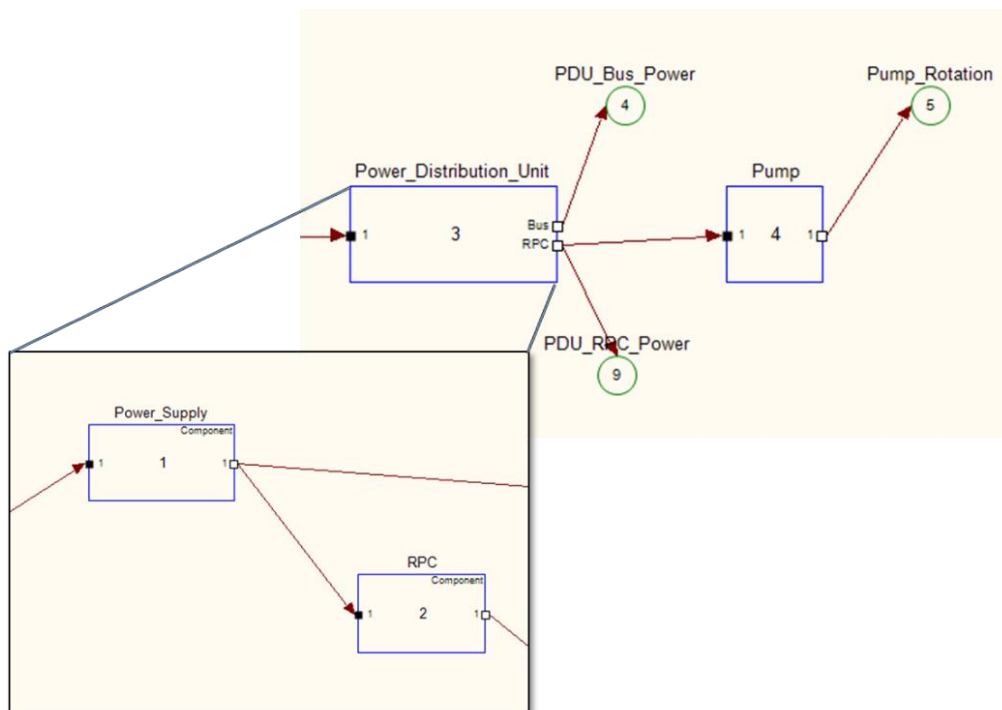 PDU_Bus_Power
4
Pump_Rotation
5
Power_Distribution_Unit
1
3
Bus
RPC
Pump
1
4
1
PDU_RPC_Power
9
Power_Supply
Component
1
1
1
RPC
Component
1
2
1